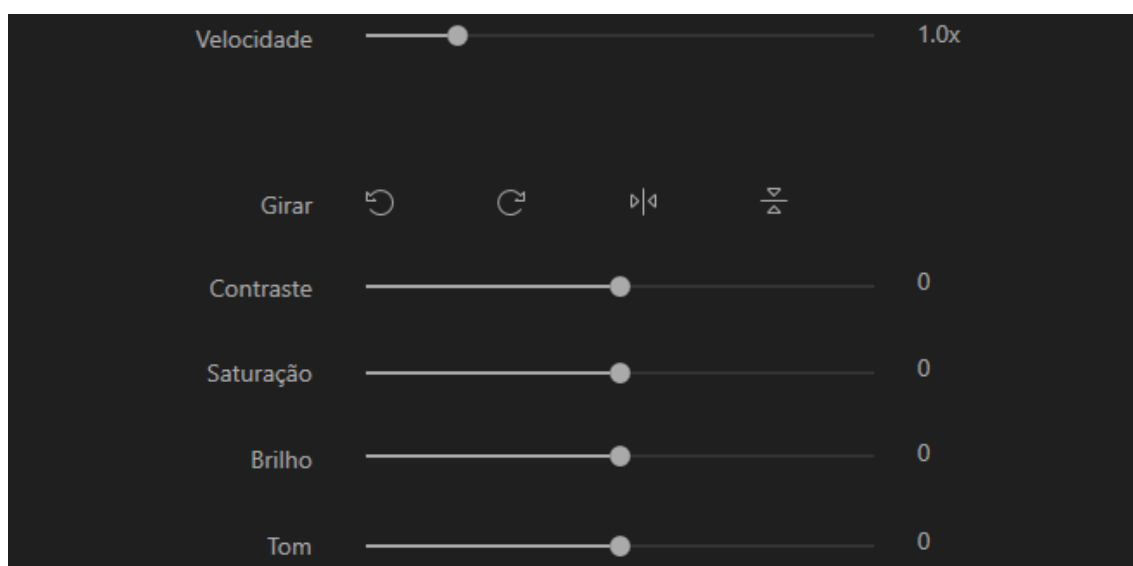 Velocidade 1.0x
Girar
Contraste 0
Saturação 0
Brilho 0
Tom 0